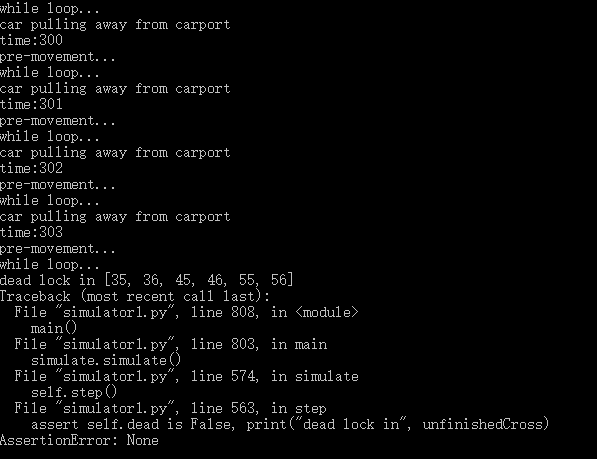 while loop...
car pulling away from carport
time:300
pre-movement...
while loop...
car pulling away from carport
time:301
pre-movement...
while loop...
car pulling away from carport
time:302
pre-movement...
while loop...
car pulling away from carport
time:303
pre-movement...
while loop...
dead lock in [35, 36, 45, 46, 55, 56]
Traceback (most recent call last):
  File "simulator1.py", line 808, in <module>
    main()
  File "simulator1.py", line 803, in main
    simulate.simulate()
  File "simulator1.py", line 574, in simulate
    self.step()
  File "simulator1.py", line 563, in step
    assert self.dead is False, print("dead lock in", unfinishedCross)
AssertionError: None